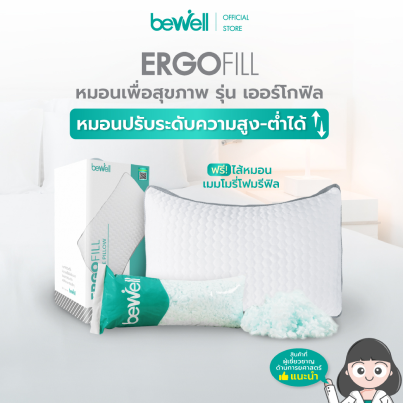 bewell
OFFICIAL
STORE
ERGOFILL
หมอนเพื่อสุขภาพ รุ่น เออร์โกฟิล
หมอนปรับระดับความสูง-ต่ำได้
ฟรี! ไส้หมอน
เมมโมรี่โฟมรีฟิล
bewell
ERGOFILL
PILLOW
bewell
bewell
สินค้าที่
ผู้เชี่ยวชาญ
ด้านการยศาสตร์
แนะนำ